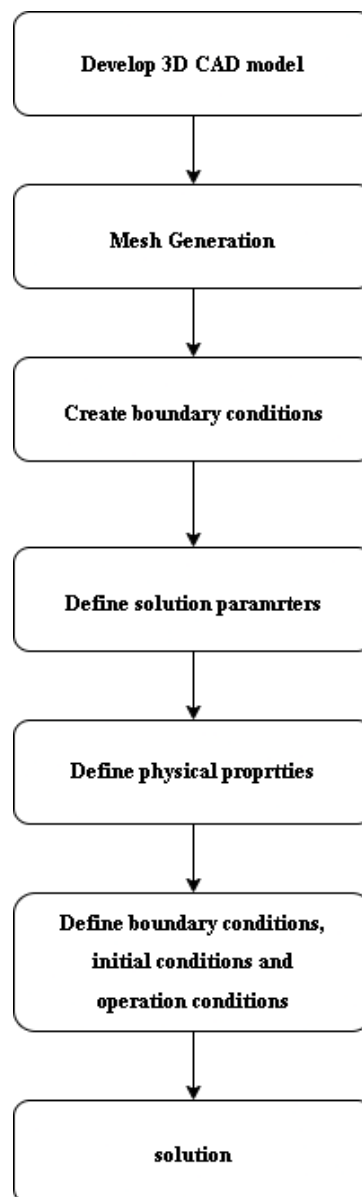 Develop 3D CAD model
Mesh Generation
Create boundary conditions
Define solution paramrters
Define physical proprtties
Define boundary conditions,
initial conditions and
operation conditions
solution